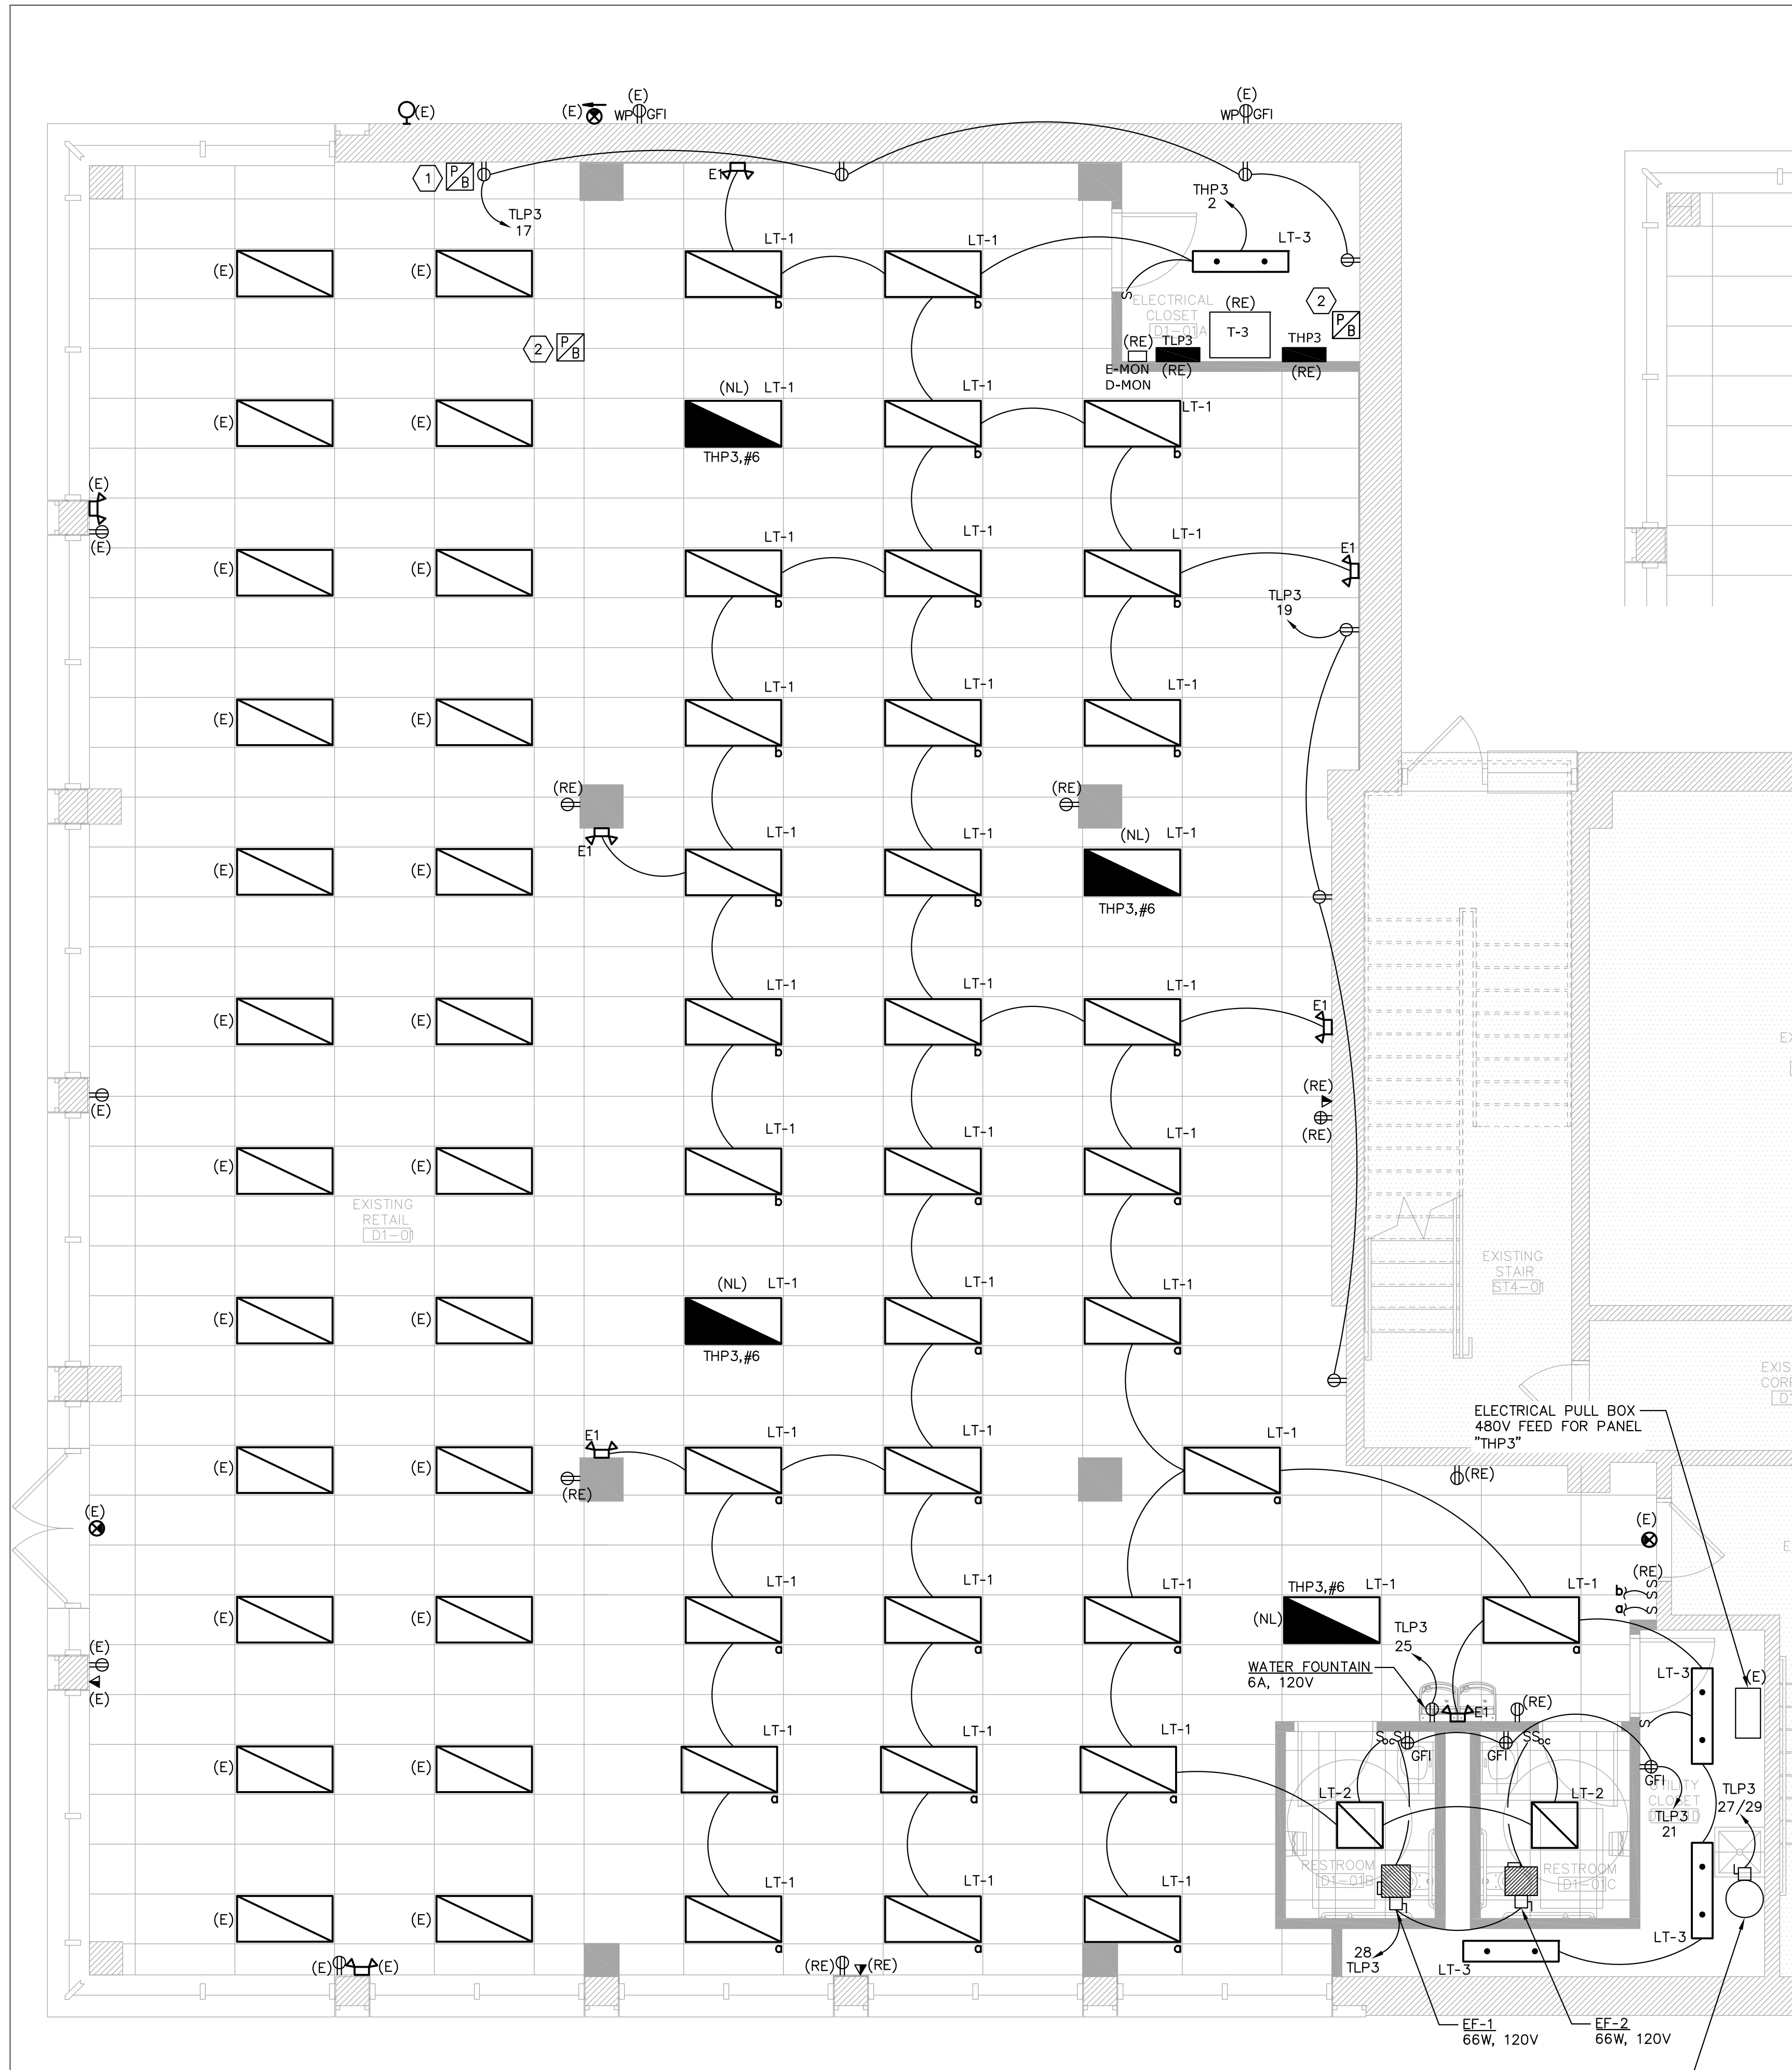 (E)
(E)
(E)
WP GFI
(E)
WP GFI
1
P/B
E1
TLP3
17
THP3
2
LT-1
LT-1
LT-3
(E)
(E)
b
b
S
ELECTRICAL
CLOSET
D1-01A
(RE)
T-3
2
P/B
2
P/B
(RE)
TLP3
THP3
E-MON
D-MON
(RE)
(RE)
(NL) LT-1
LT-1
LT-1
(E)
(E)
b
b
THP3,#6
(E)
(E)
LT-1
LT-1
LT-1
E1
(E)
(E)
b
b
b
TLP3
19
LT-1
LT-1
LT-1
(E)
(E)
b
b
b
(RE)
(RE)
E1
LT-1
LT-1
(NL) LT-1
(E)
(E)
b
b
THP3,#6
LT-1
LT-1
LT-1
E1
(E)
(E)
b
b
b
(E)
(RE)
(RE)
LT-1
LT-1
LT-1
(E)
(E)
b
a
a
EXISTING
RETAIL
D1-01
EXISTING
STAIR
ST4-01
(NL) LT-1
LT-1
LT-1
(E)
(E)
THP3,#6
a
a
ELECTRICAL PULL BOX
480V FEED FOR PANEL
"THP3"
E1
LT-1
LT-1
LT-1
(E)
(E)
(RE)
a
a
a
(RE)
(E)
(E)
LT-1
LT-1
LT-1
THP3,#6 LT-1
(NL)
LT-1
(RE)
b SS
a S S
(E)
(E)
a
a
a
a
TLP3
25
WATER FOUNTAIN
6A, 120V
(E)
(E)
E1
(RE)
LT-3
(E)
S
LT-1
LT-1
LT-1
(E)
(E)
a
a
a
Soc S
GFI
GFI
SSoc
GFI
UTILITY
CLOSET
LT-2
LT-2
TLP3
21
TLP3
27/29
RESTROOM
D1-01B
RESTROOM
D1-01C
LT-1
LT-1
LT-1
(E)
(E)
a
a
a
LT-3
(E)
(E)
(RE)
(RE)
28
TLP3
LT-3
EF-1
66W, 120V
EF-2
66W, 120V